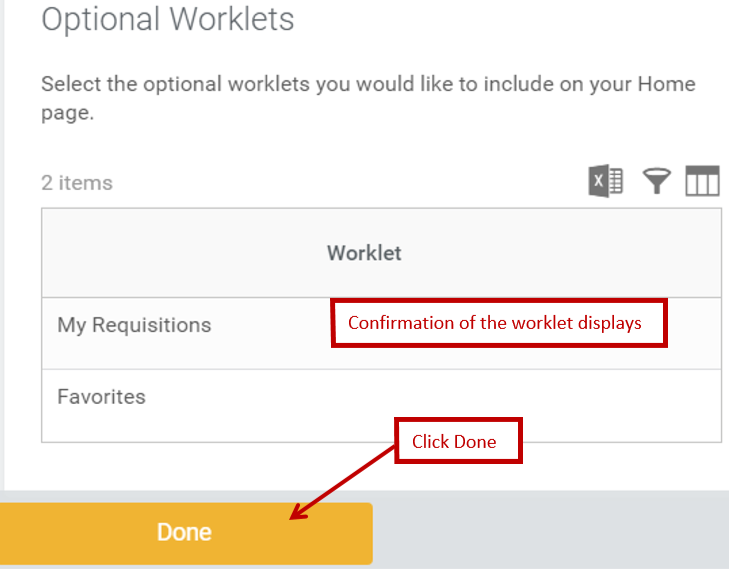 Optional Worklets
Select the optional worklets you would like to include on your Home
page.
2 items
X
Worklet
My Requisitions
Confirmation of the worklet displays
Favorites
Click Done
Done